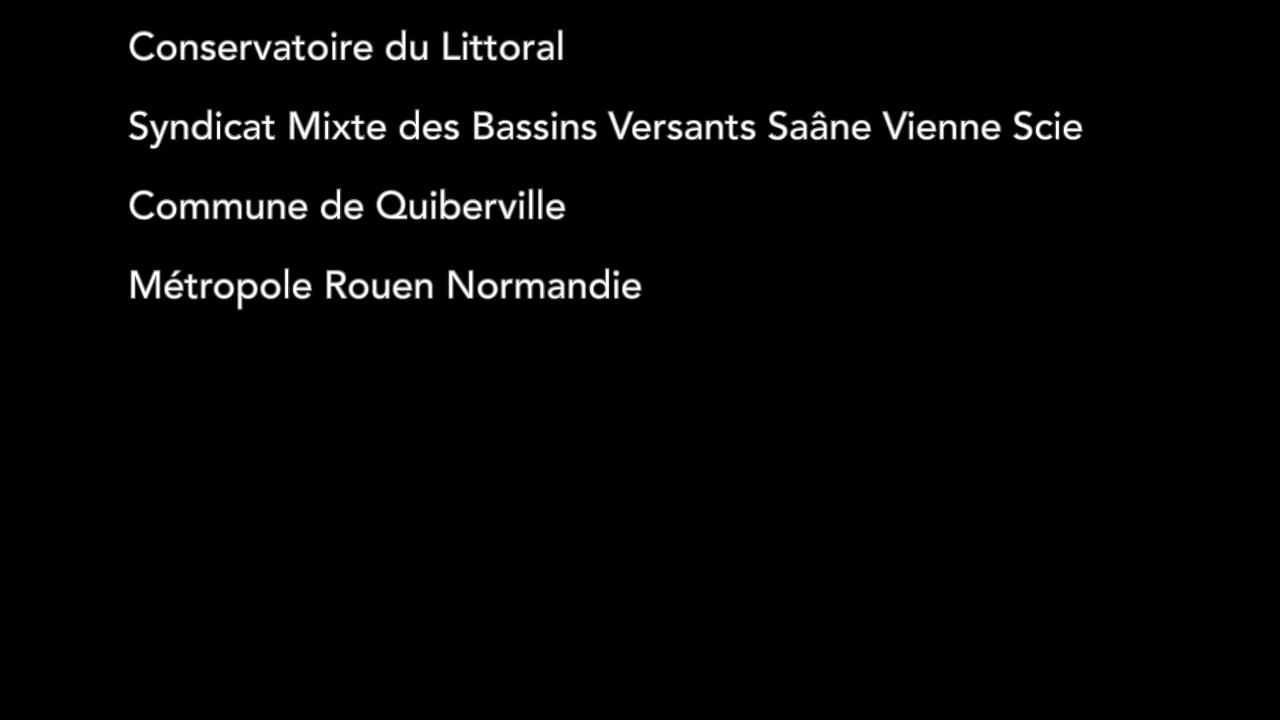 Conservatoire du Littoral
Syndicat Mixte des Bassins Versants Saâne Vienne Scie
Commune de Quiberville
Métropole Rouen Normandie